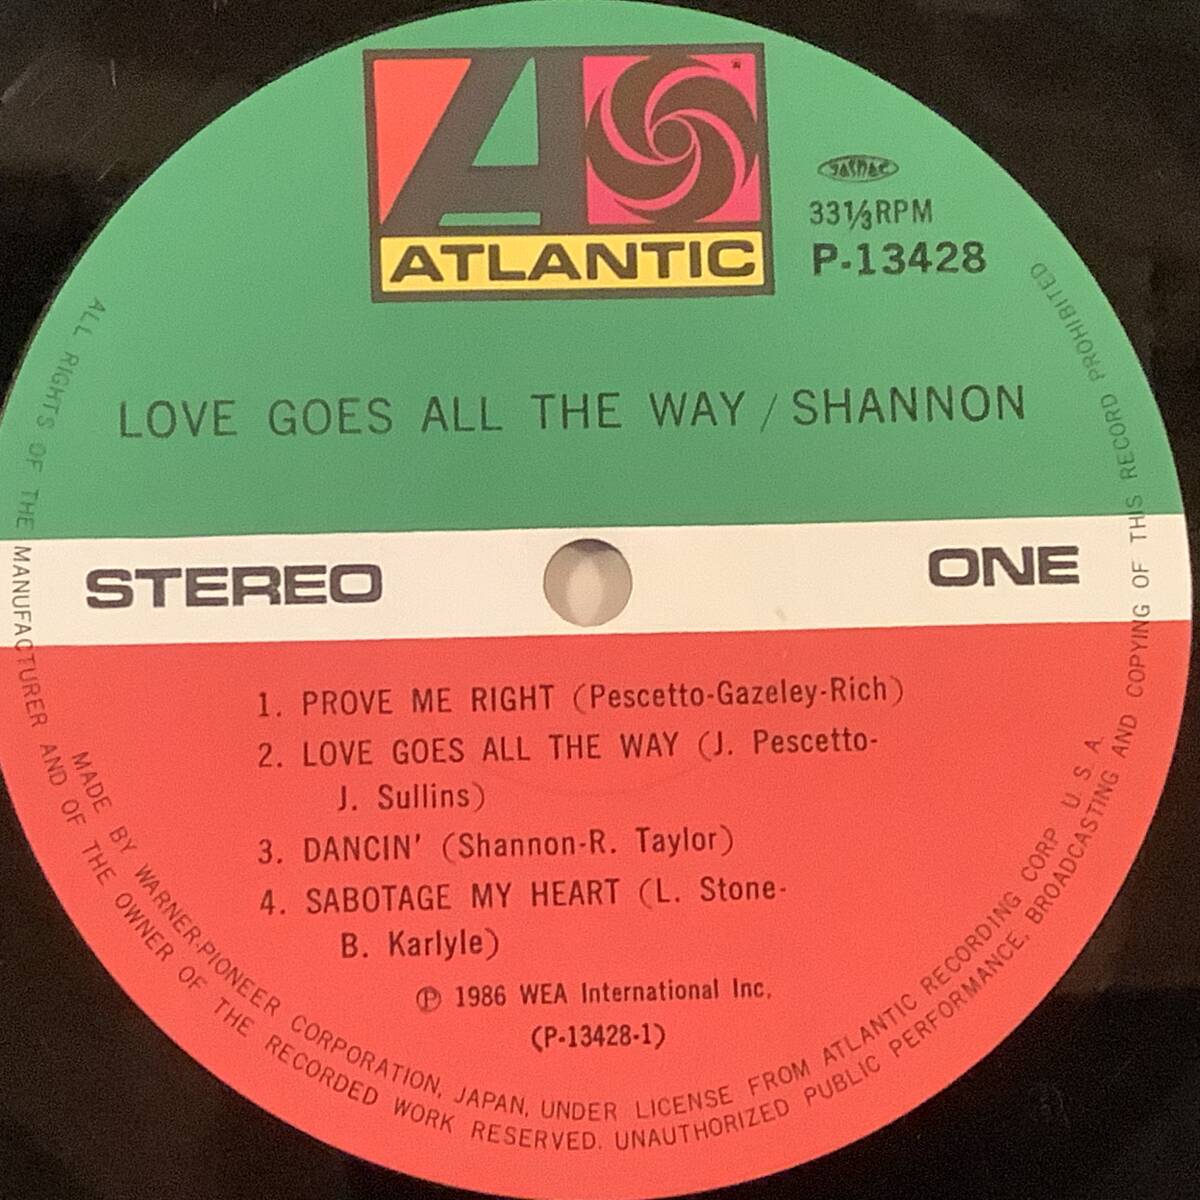 ATLANTIC
JASRAC
33 1/3 RPM
P-13428
LOVE GOES ALL THE WAY / SHANNON
STEREO
ONE
1. PROVE ME RIGHT (Pescetto-Gazeley-Rich)
2. LOVE GOES ALL THE WAY (J. Pescetto-
J. Sullins)
3. DANCIN' (Shannon-R. Taylor)
4. SABOTAGE MY HEART (L. Stone-
B. Karlyle)
Ⓟ 1986 WEA International Inc.
(P-13428-1)
MADE BY WARNER-PIONEER CORPORATION, JAPAN, UNDER LICENSE FROM ATLANTIC RECORDING CORP. U. S. A.
ALL RIGHTS OF THE MANUFACTURER AND OF THE OWNER OF THE RECORDED WORK RESERVED. UNAUTHORIZED PUBLIC PERFORMANCE, BROADCASTING AND COPYING OF THIS RECORD PROHIBITED